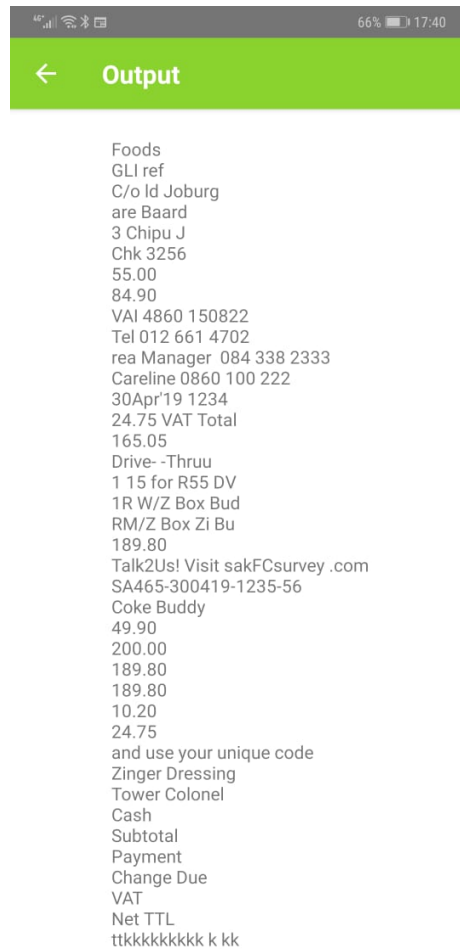 46+ 66% 17:40
Output
Foods
GLI ref
C/o ld Joburg
are Baard
3 Chipu J
Chk 3256
55.00
84.90
VAI 4860 150822
Tel 012 661 4702
rea Manager 084 338 2333
Careline 0860 100 222
30Apr'19 1234
24.75 VAT Total
165.05
Drive- -Thruu
1 15 for R55 DV
1R W/Z Box Bud
RM/Z Box Zi Bu
189.80
Talk2Us! Visit sakFCsurvey .com
SA465-300419-1235-56
Coke Buddy
49.90
200.00
189.80
189.80
10.20
24.75
and use your unique code
Zinger Dressing
Tower Colonel
Cash
Subtotal
Payment
Change Due
VAT
Net TTL
ttkkkkkkkkk k kk